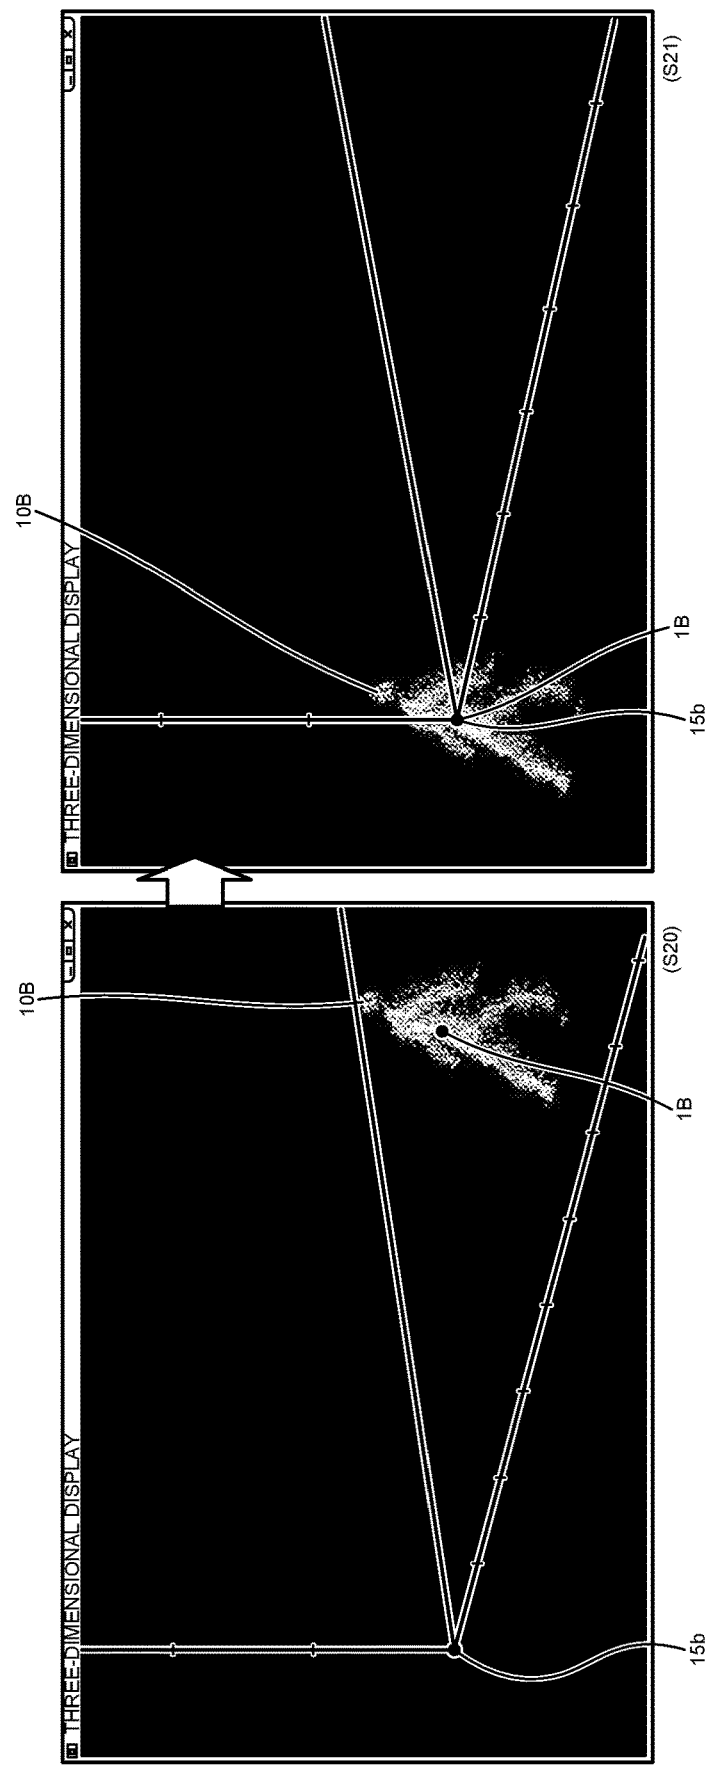 THREE-DIMENSIONAL DISPLAY
10B
1B
15b
(S20)
THREE-DIMENSIONAL DISPLAY
10B
1B
15b
(S21)